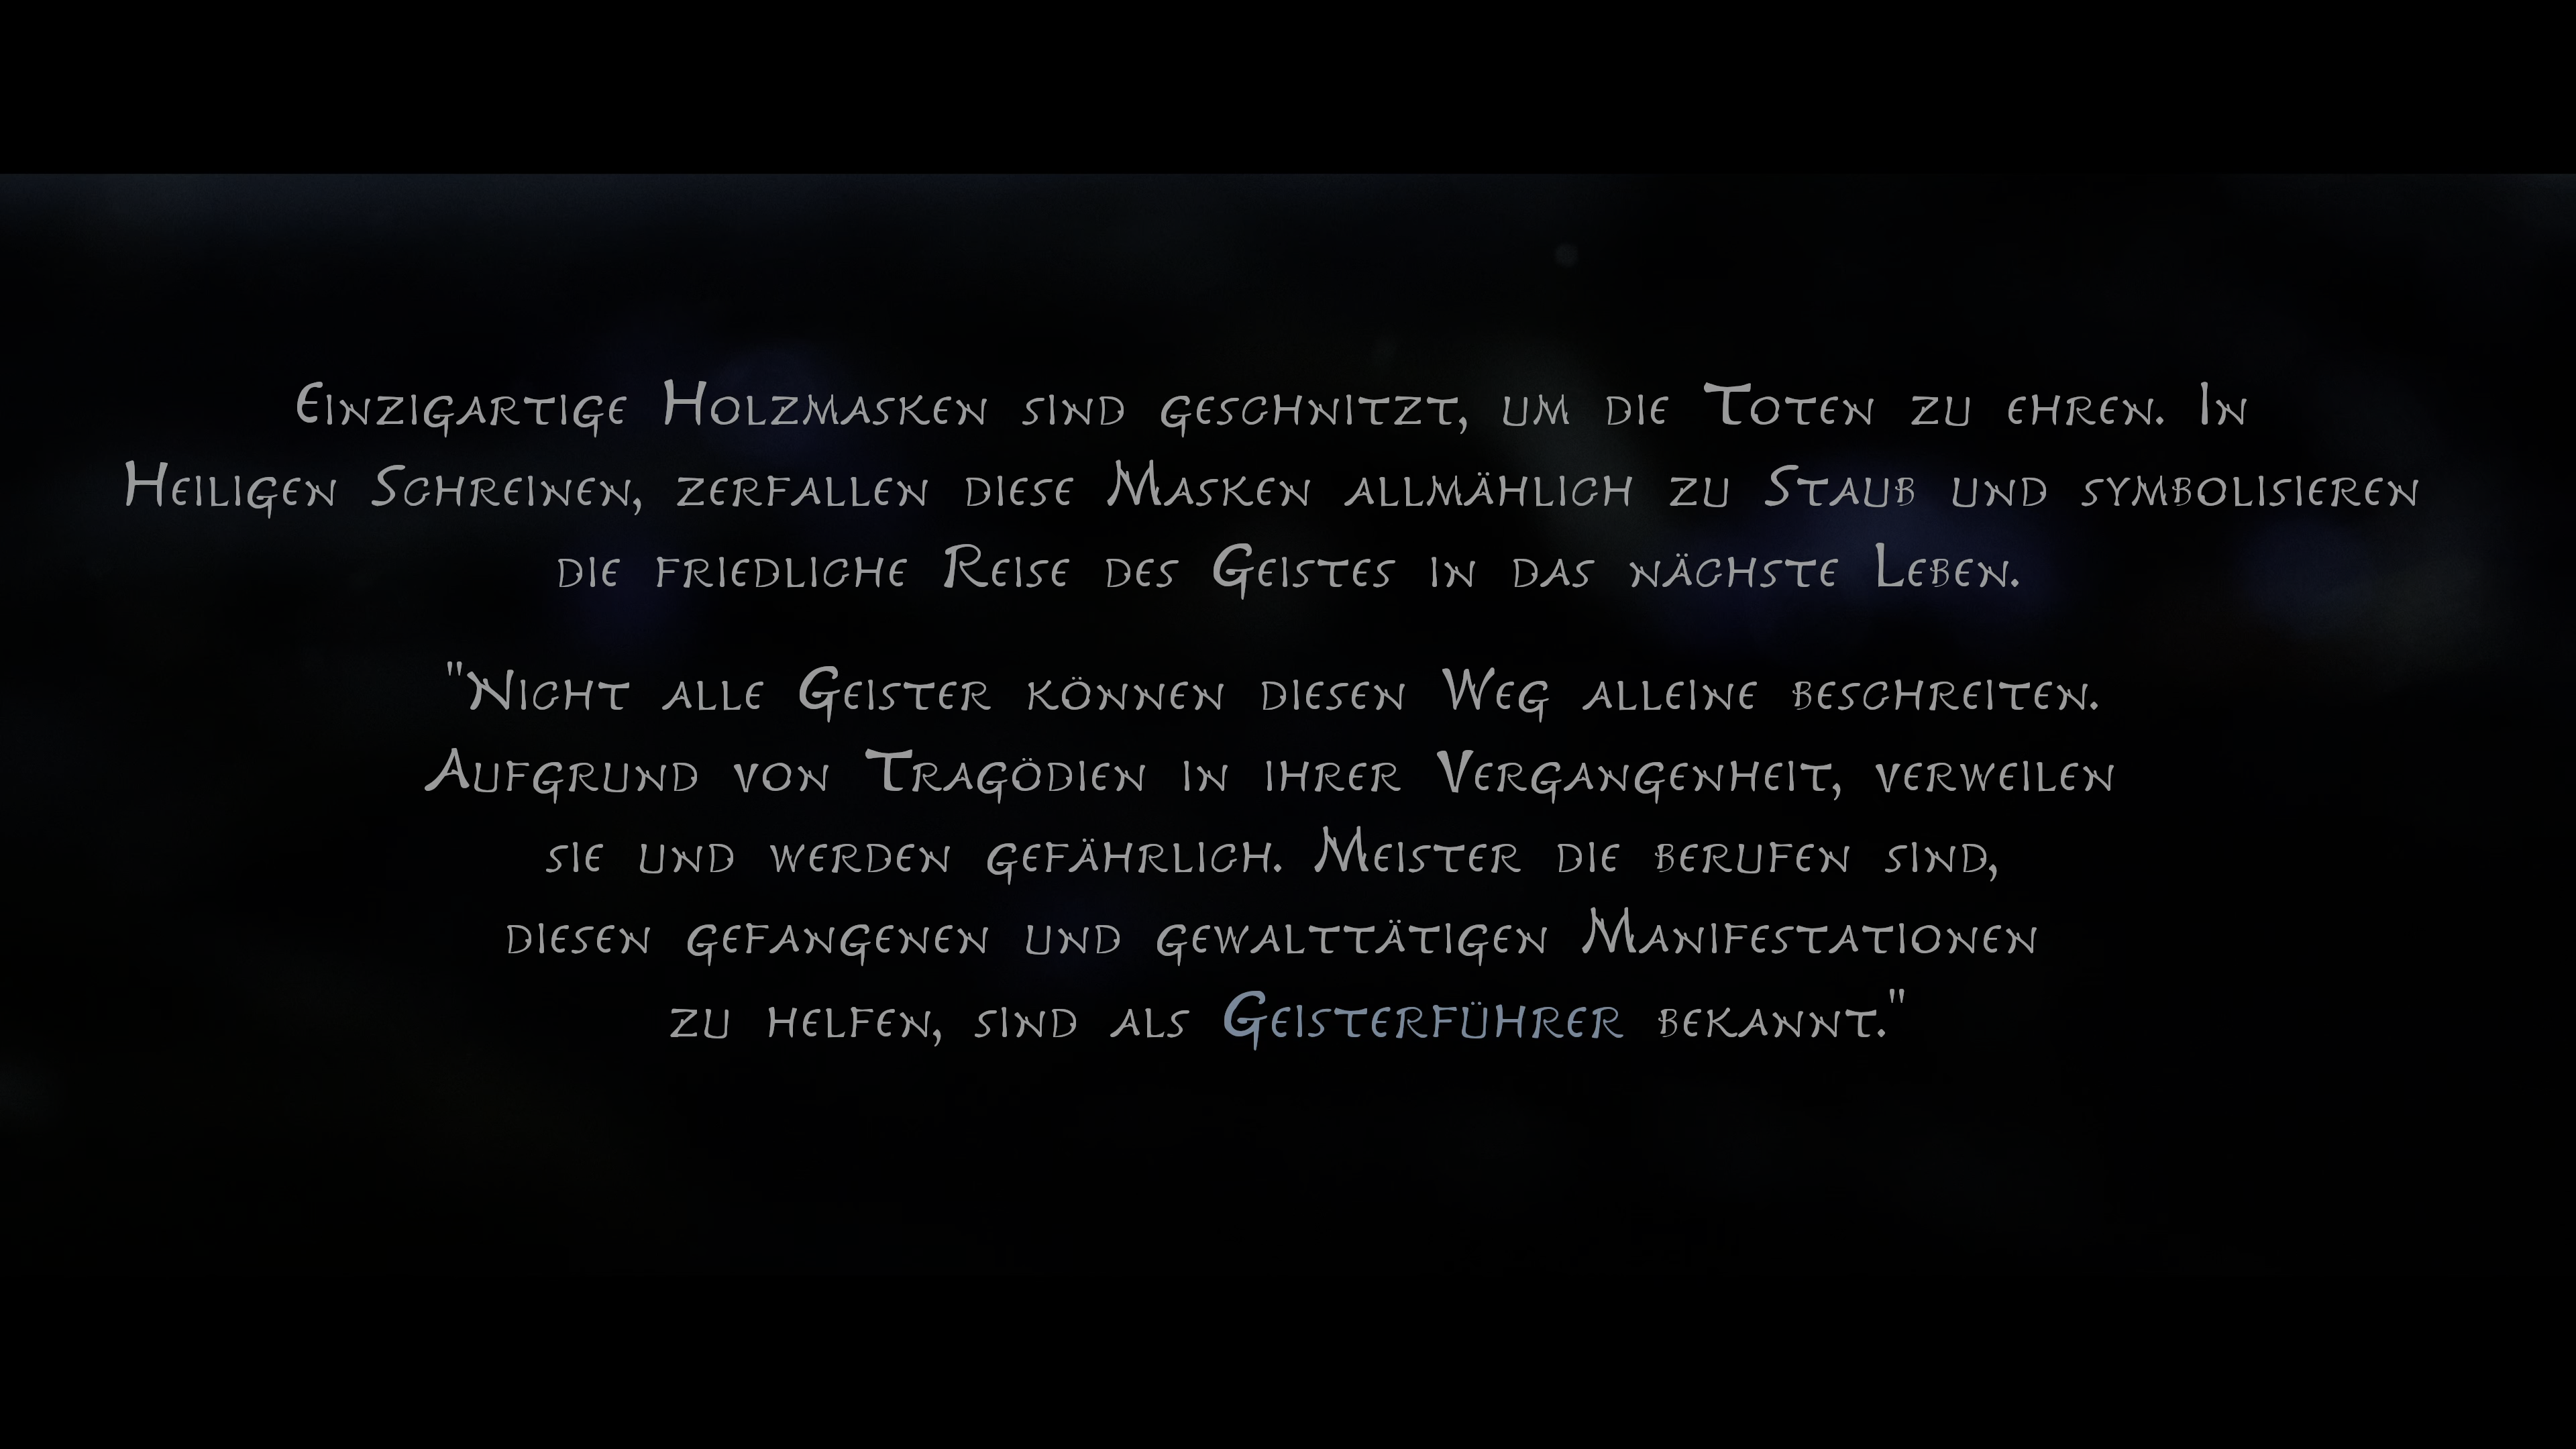 Einzigartige Holzmasken sind geschnitzt, um die Toten zu ehren. In
Heiligen Schreinen, zerfallen diese Masken allmählich zu Staub und symbolisieren
die friedliche Reise des Geistes in das nächste Leben.
"Nicht alle Geister können diesen Weg alleine beschreiten.
Aufgrund von Tragödien in ihrer Vergangenheit, verweilen
sie und werden gefährlich. Meister die berufen sind,
diesen gefangenen und gewalttätigen Manifestationen
zu helfen, sind als Geisterführer bekannt."